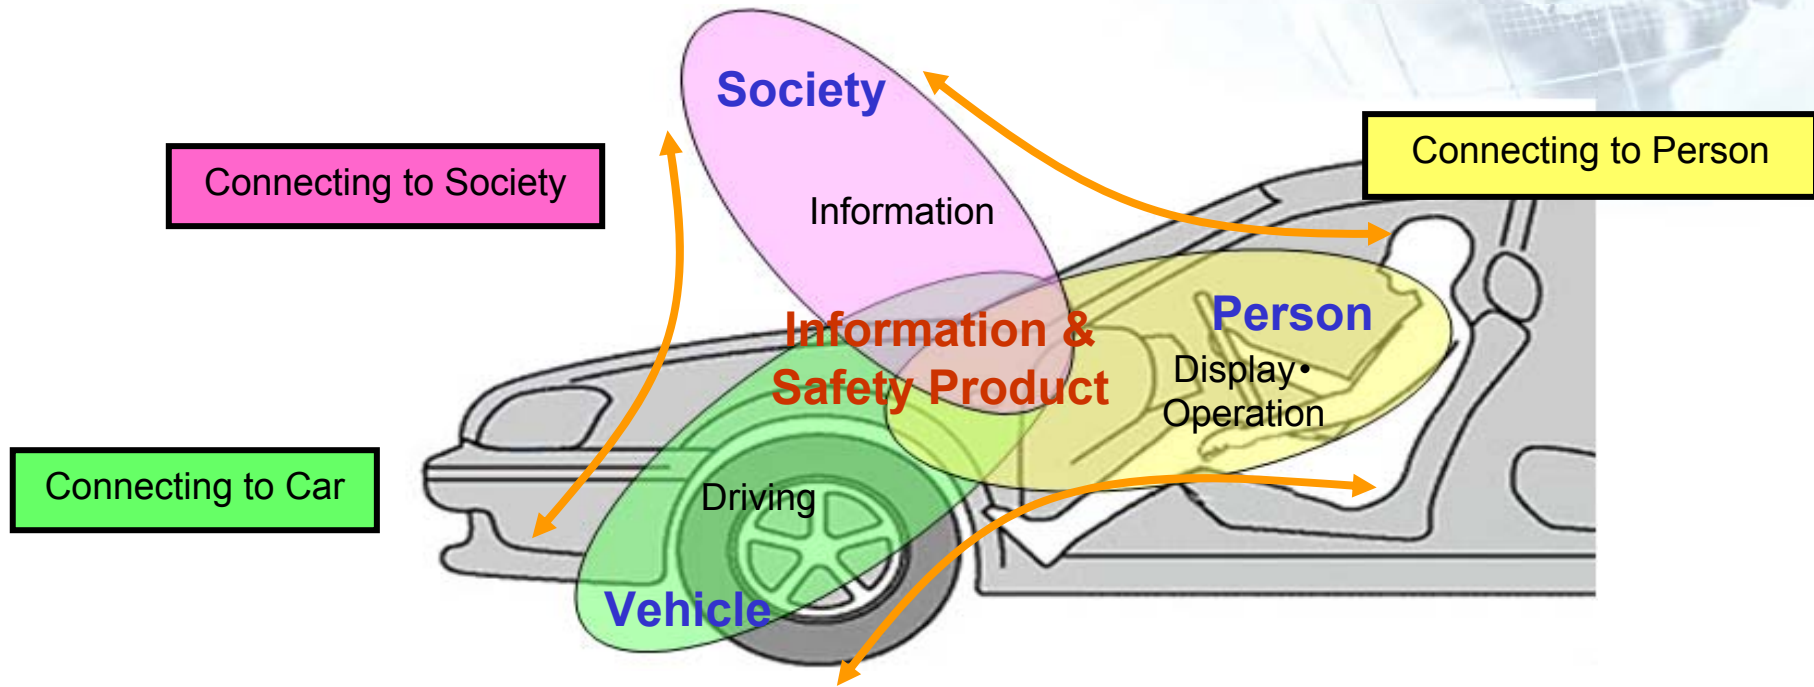 Society
Connecting to Person
Connecting to Society
Information
Information &
Safety Product
Person
Display•
Operation
Connecting to Car
Driving
Vehicle